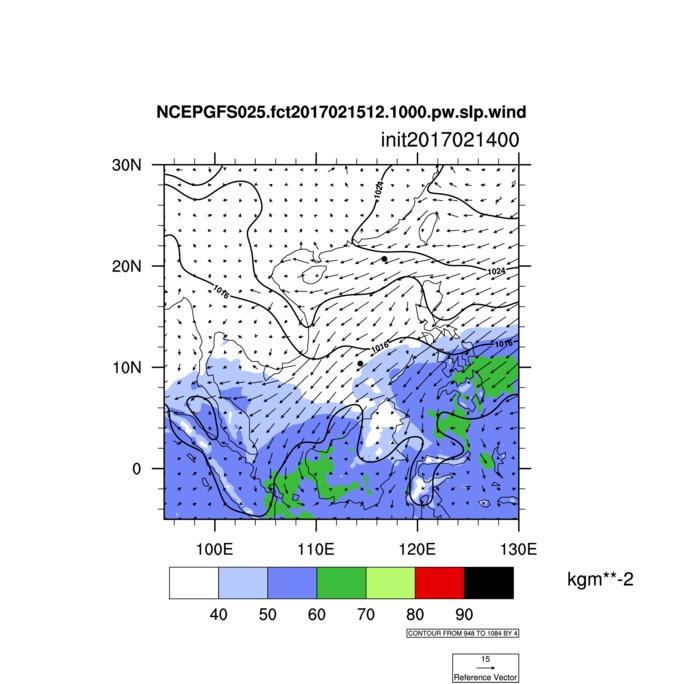 NCEPGFS025.fct2017021512.1000.pw.slp.wind
init2017021400
30N
1024
20N
1024
1016
1016
1016
10N
0
100E
110E
120E
130E
kgm**-2
40
50
60
70
80
90
CONTOUR FROM 948 TO 1084 BY 4
15
Reference Vector